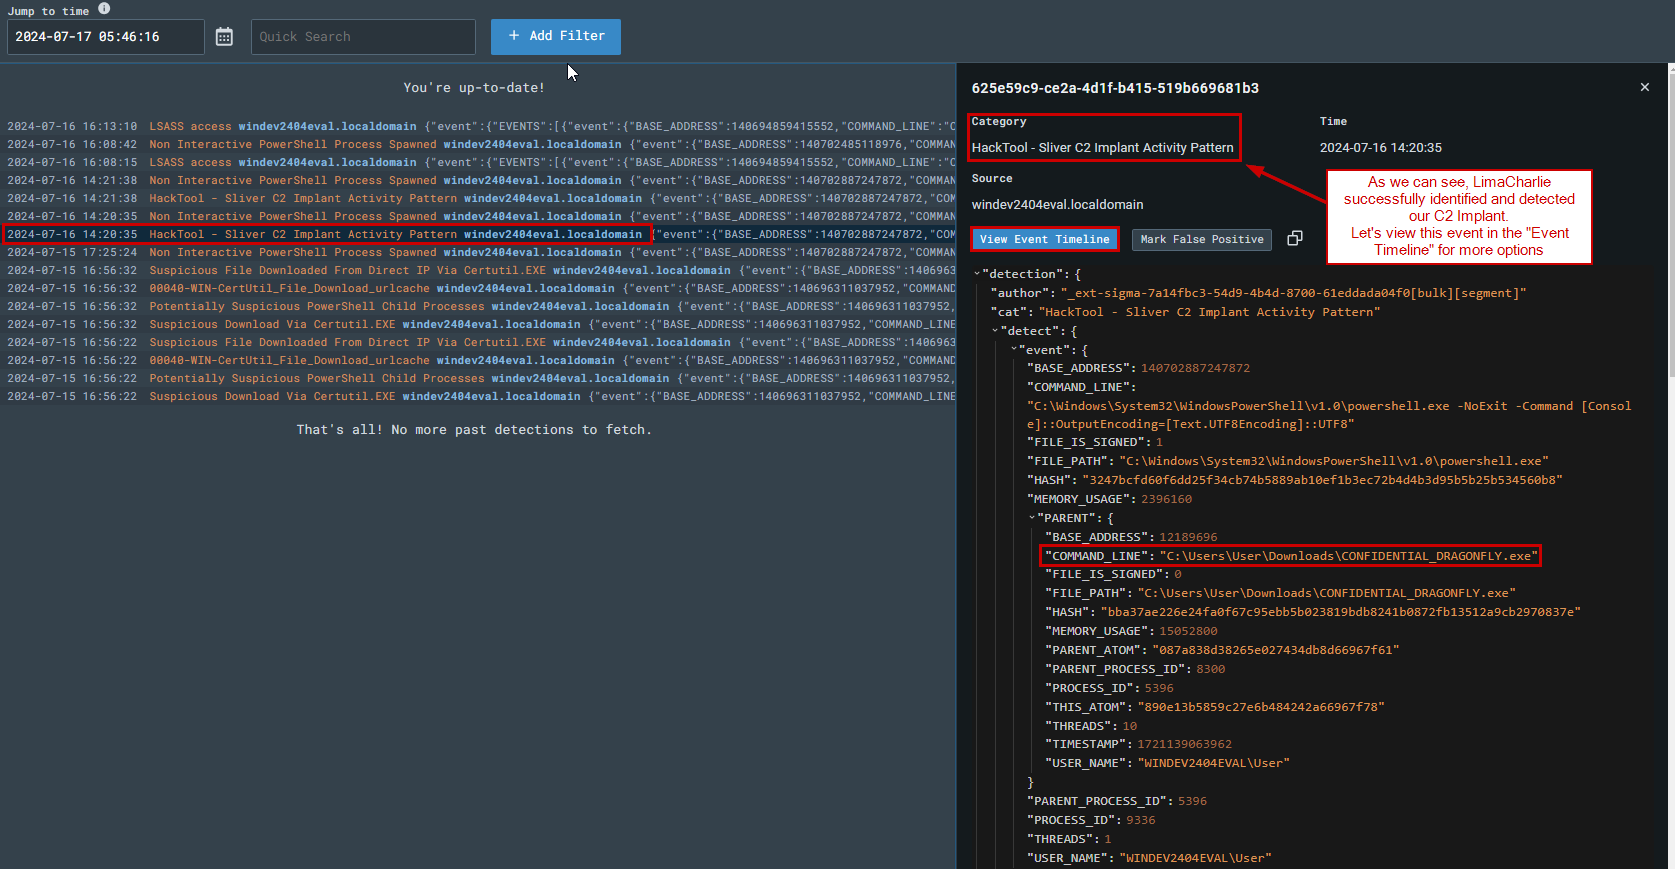 Jump to time
2024-07-17 05:46:16
Quick Search
+ Add Filter
You're up-to-date!
2024-07-16 16:13:10 LSASS access windev2404eval.localdomain {"event":{"EVENTS":[{"event":{"BASE_ADDRESS":140694859415552,"COMMAND_LINE":"C
2024-07-16 16:08:42 Non Interactive PowerShell Process Spawned windev2404eval.localdomain {"event":{"BASE_ADDRESS":140702485118976,"COMMAN
2024-07-16 16:08:15 LSASS access windev2404eval.localdomain {"event":{"EVENTS":[{"event":{"BASE_ADDRESS":140694859415552,"COMMAND_LINE":"C
2024-07-16 14:21:38 Non Interactive PowerShell Process Spawned windev2404eval.localdomain {"event":{"BASE_ADDRESS":140702887247872,"COMMAN
2024-07-16 14:21:38 HackTool - Sliver C2 Implant Activity Pattern windev2404eval.localdomain {"event":{"BASE_ADDRESS":140702887247872,"COM
2024-07-16 14:20:35 Non Interactive PowerShell Process Spawned windev2404eval.localdomain {"event":{"BASE_ADDRESS":140702887247872,"COMMAN
2024-07-16 14:20:35 HackTool - Sliver C2 Implant Activity Pattern windev2404eval.localdomain {"event":{"BASE_ADDRESS":140702887247872,"COM
2024-07-15 17:25:24 Non Interactive PowerShell Process Spawned windev2404eval.localdomain {"event":{"BASE_ADDRESS":140702887247872,"COMMAN
2024-07-15 16:56:32 Suspicious File Downloaded From Direct IP Via Certutil.EXE windev2404eval.localdomain {"event":{"BASE_ADDRESS":1406963
2024-07-15 16:56:32 00040-WIN-CertUtil_File_Download_urlcache windev2404eval.localdomain {"event":{"BASE_ADDRESS":140696311037952,"COMMAND
2024-07-15 16:56:32 Potentially Suspicious PowerShell Child Processes windev2404eval.localdomain {"event":{"BASE_ADDRESS":140696311037952,
2024-07-15 16:56:32 Suspicious Download Via Certutil.EXE windev2404eval.localdomain {"event":{"BASE_ADDRESS":140696311037952,"COMMAND_LINE
2024-07-15 16:56:22 Suspicious File Downloaded From Direct IP Via Certutil.EXE windev2404eval.localdomain {"event":{"BASE_ADDRESS":1406963
2024-07-15 16:56:22 00040-WIN-CertUtil_File_Download_urlcache windev2404eval.localdomain {"event":{"BASE_ADDRESS":140696311037952,"COMMAND
2024-07-15 16:56:22 Potentially Suspicious PowerShell Child Processes windev2404eval.localdomain {"event":{"BASE_ADDRESS":140696311037952,
2024-07-15 16:56:22 Suspicious Download Via Certutil.EXE windev2404eval.localdomain {"event":{"BASE_ADDRESS":140696311037952,"COMMAND_LINE
That's all! No more past detections to fetch.
625e59c9-ce2a-4d1f-b415-519b669681b3
Category
HackTool - Sliver C2 Implant Activity Pattern
Time
2024-07-16 14:20:35
Source
windev2404eval.localdomain
As we can see, LimaCharlie
successfully identified and detected
our C2 Implant.
Let's view this event in the "Event
Timeline" for more options
View Event Timeline
Mark False Positive
"detection": {
"author": "_ext-sigma-7a14fbc3-54d9-4b4d-8700-61eddada04f0[bulk][segment]"
"cat": "HackTool - Sliver C2 Implant Activity Pattern"
"detect": {
"event": {
"BASE_ADDRESS": 140702887247872
"COMMAND_LINE":
"C:\Windows\System32\WindowsPowerShell\v1.0\powershell.exe -NoExit -Command [Consol
e]::OutputEncoding=[Text.UTF8Encoding]::UTF8"
"FILE_IS_SIGNED": 1
"FILE_PATH": "C:\Windows\System32\WindowsPowerShell\v1.0\powershell.exe"
"HASH": "3247bcfd60f6dd25f34cb74b5889ab10ef1b3ec72b4d4b3d95b5b25b534560b8"
"MEMORY_USAGE": 2396160
"PARENT": {
"BASE_ADDRESS": 12189696
"COMMAND_LINE": "C:\Users\User\Downloads\CONFIDENTIAL_DRAGONFLY.exe"
"FILE_IS_SIGNED": 0
"FILE_PATH": "C:\Users\User\Downloads\CONFIDENTIAL_DRAGONFLY.exe"
"HASH": "bba37ae226e24fa0f67c95ebb5b023819bdb8241b0872fb13512a9cb2970837e"
"MEMORY_USAGE": 15052800
"PARENT_ATOM": "087a838d38265e027434db8d66967f61"
"PARENT_PROCESS_ID": 8300
"PROCESS_ID": 5396
"THIS_ATOM": "890e13b5859c27e6b484242a66967f78"
"THREADS": 10
"TIMESTAMP": 1721139063962
"USER_NAME": "WINDEV2404EVAL\User"
}
"PARENT_PROCESS_ID": 5396
"PROCESS_ID": 9336
"THREADS": 1
"USER_NAME": "WINDEV2404EVAL\User"